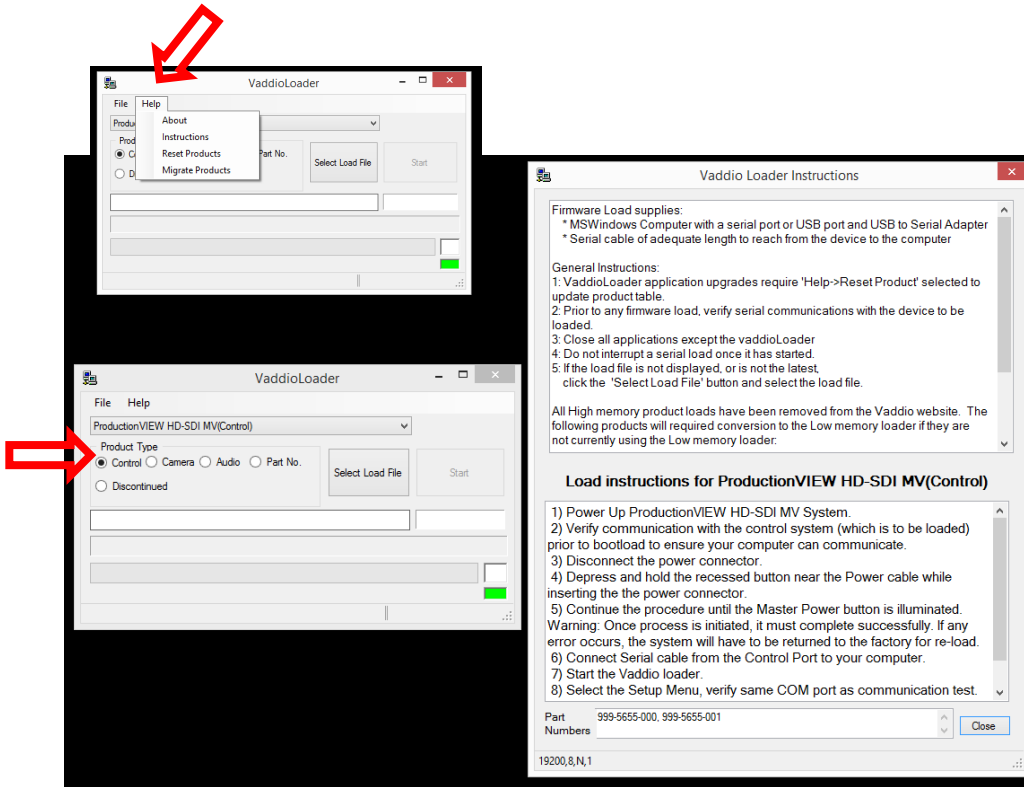 VaddioLoader
File Help
Produ
About
Instructions
Reset Products
Migrate Products
Prod
C
D
Part No.
Select Load File
Start
VaddioLoader
File Help
ProductionVIEW HD-SDI MV(Control)
Product Type
Control Camera Audio Part No.
Discontinued
Select Load File
Start
Vaddio Loader Instructions
Firmware Load supplies:
* MSWindows Computer with a serial port or USB port and USB to Serial Adapter
* Serial cable of adequate length to reach from the device to the computer
General Instructions:
1: VaddioLoader application upgrades require 'Help->Reset Product' selected to
update product table.
2: Prior to any firmware load, verify serial communications with the device to be
loaded.
3: Close all applications except the vaddioLoader
4: Do not interrupt a serial load once it has started.
5: If the load file is not displayed, or is not the latest,
click the 'Select Load File' button and select the load file.
All High memory product loads have been removed from the Vaddio website. The
following products will required conversion to the Low memory loader if they are
not currently using the Low memory loader:
Load instructions for ProductionVIEW HD-SDI MV(Control)
1) Power Up ProductionVIEW HD-SDI MV System.
2) Verify communication with the control system (which is to be loaded)
prior to bootload to ensure your computer can communicate.
3) Disconnect the power connector.
4) Depress and hold the recessed button near the Power cable while
inserting the the power connector.
5) Continue the procedure until the Master Power button is illuminated.
Warning: Once process is initiated, it must complete successfully. If any
error occurs, the system will have to be returned to the factory for re-load.
6) Connect Serial cable from the Control Port to your computer.
7) Start the Vaddio loader.
8) Select the Setup Menu, verify same COM port as communication test.
Part
Numbers
999-5655-000, 999-5655-001
Close
19200,8,N,1